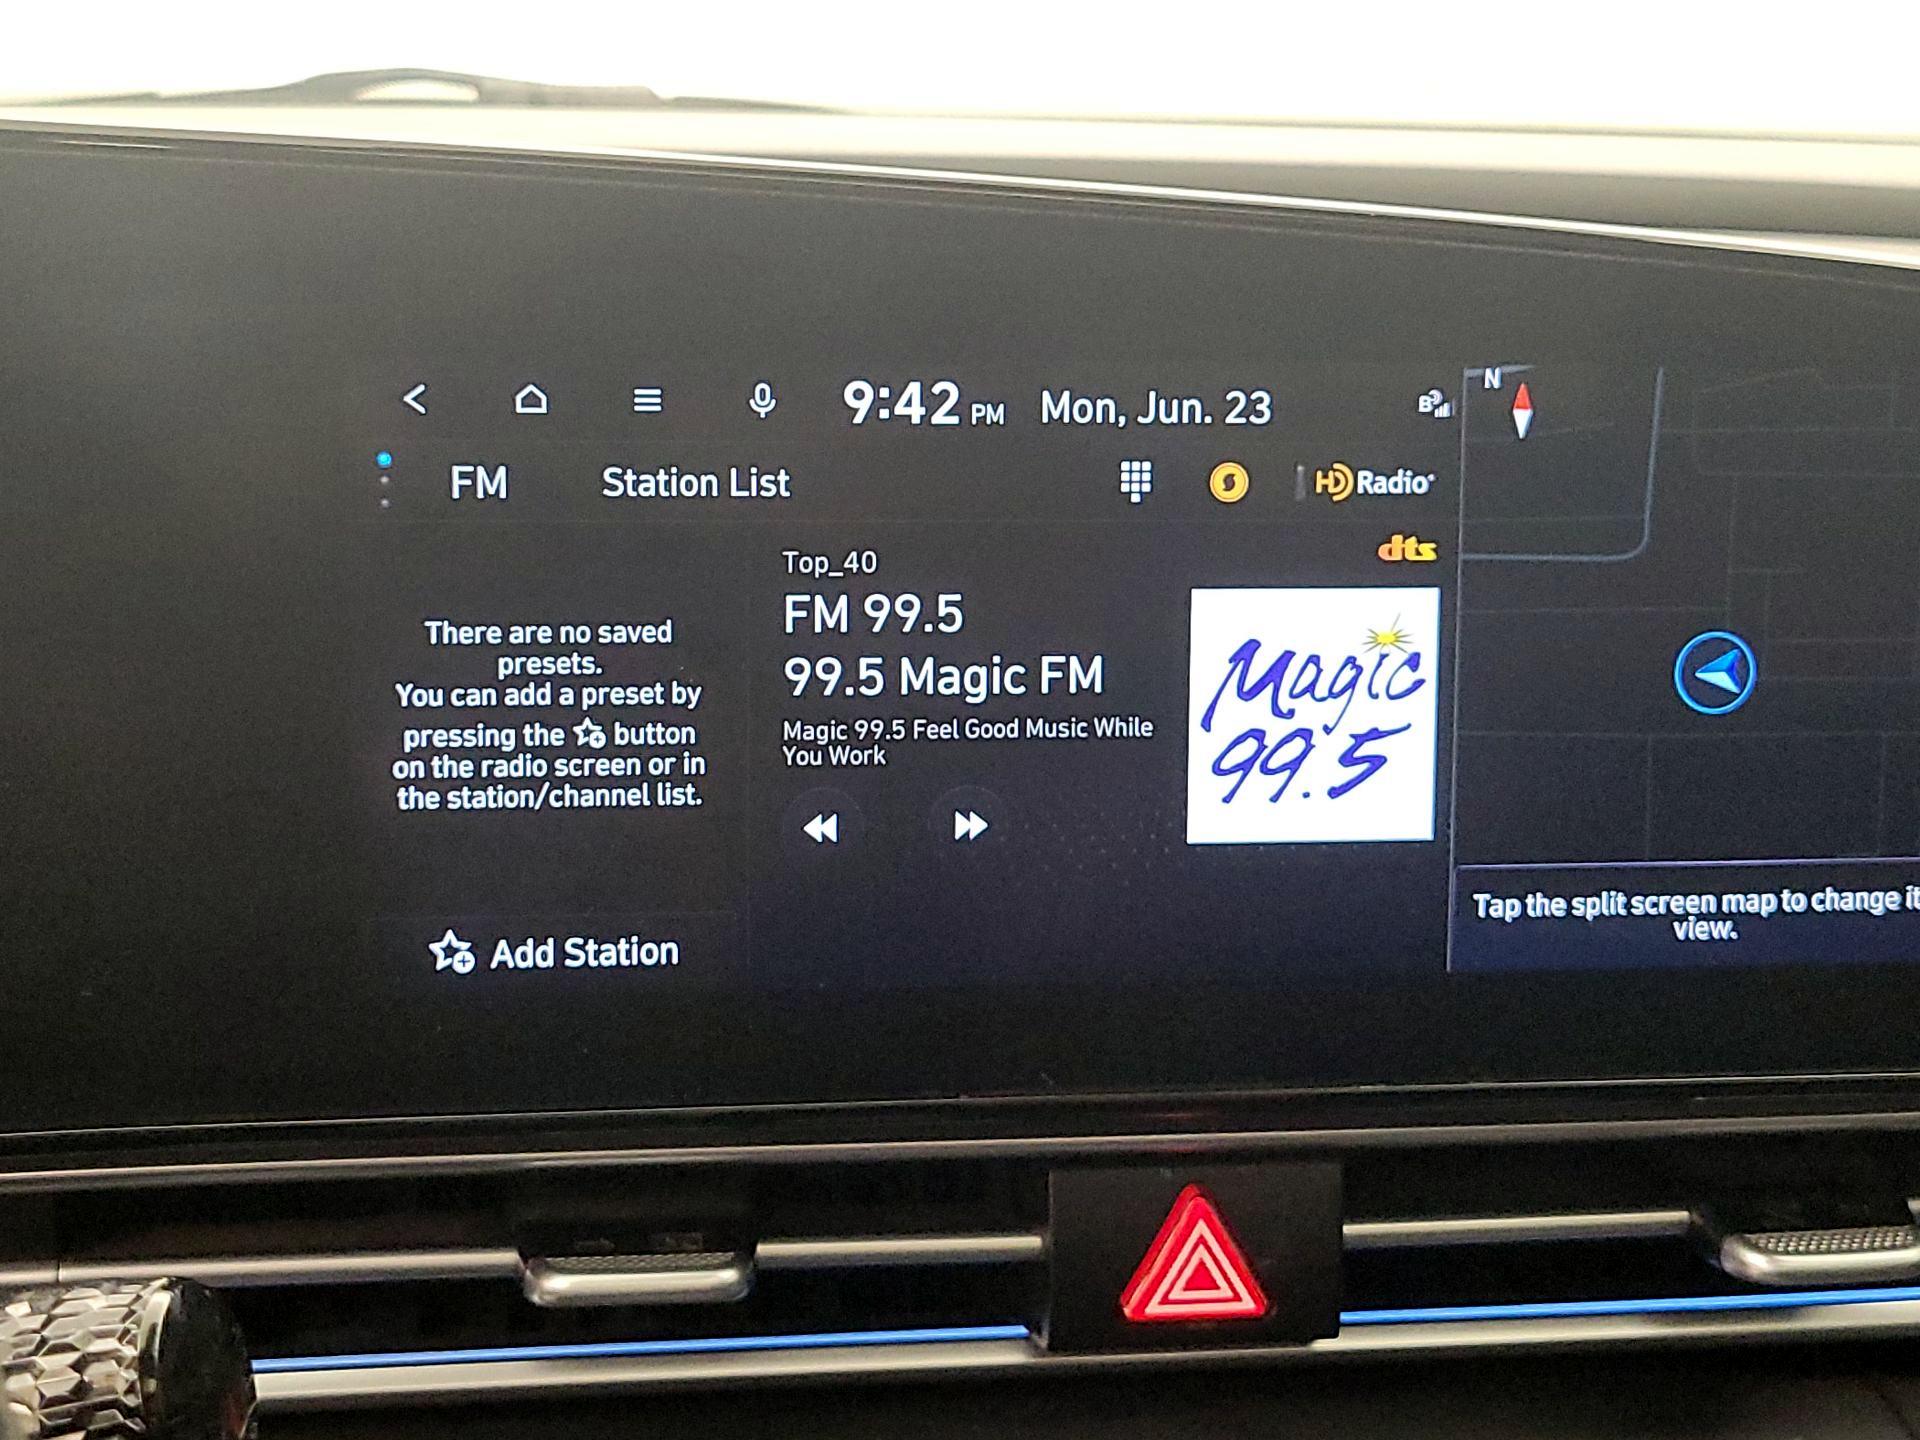 9:42 PM Mon, Jun. 23
N
FM Station List HD Radio
dts
There are no saved
presets.
You can add a preset by
pressing the button
on the radio screen or in
the station/channel list.
Add Station
Top_40
FM 99.5
99.5 Magic FM
Magic 99.5 Feel Good Music While
You Work
Magic
99.5
Tap the split screen map to change it
view.